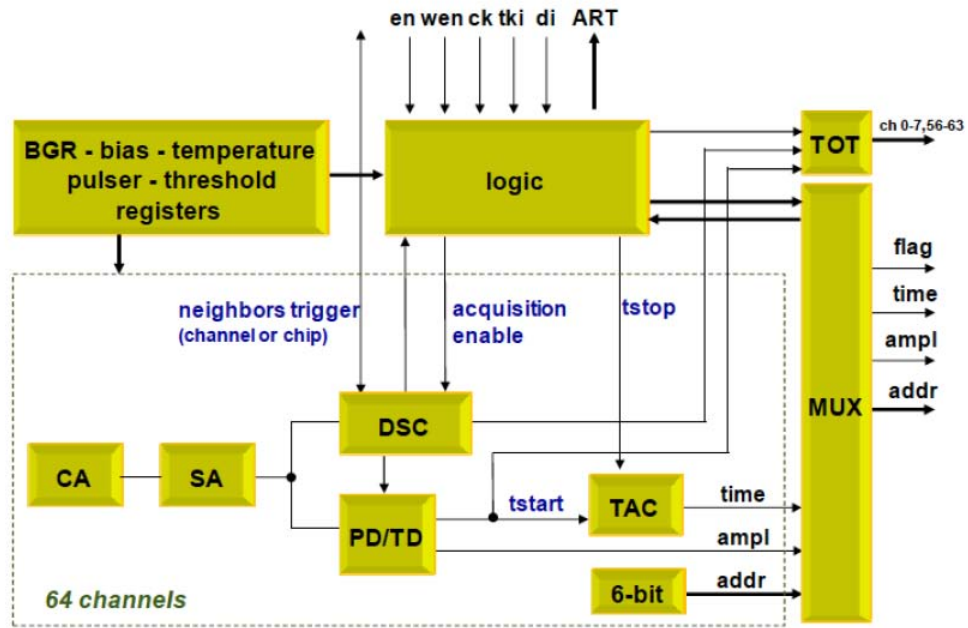 en wen ck tki di ART
BGR - bias - temperature
pulser - threshold
registers
logic
TOT
ch 0-7,56-63
neighbors trigger
(channel or chip)
acquisition
enable
tstop
flag
time
ampl
addr
MUX
DSC
CA
SA
PD/TD
tstart
TAC
time
ampl
6-bit
addr
64 channels